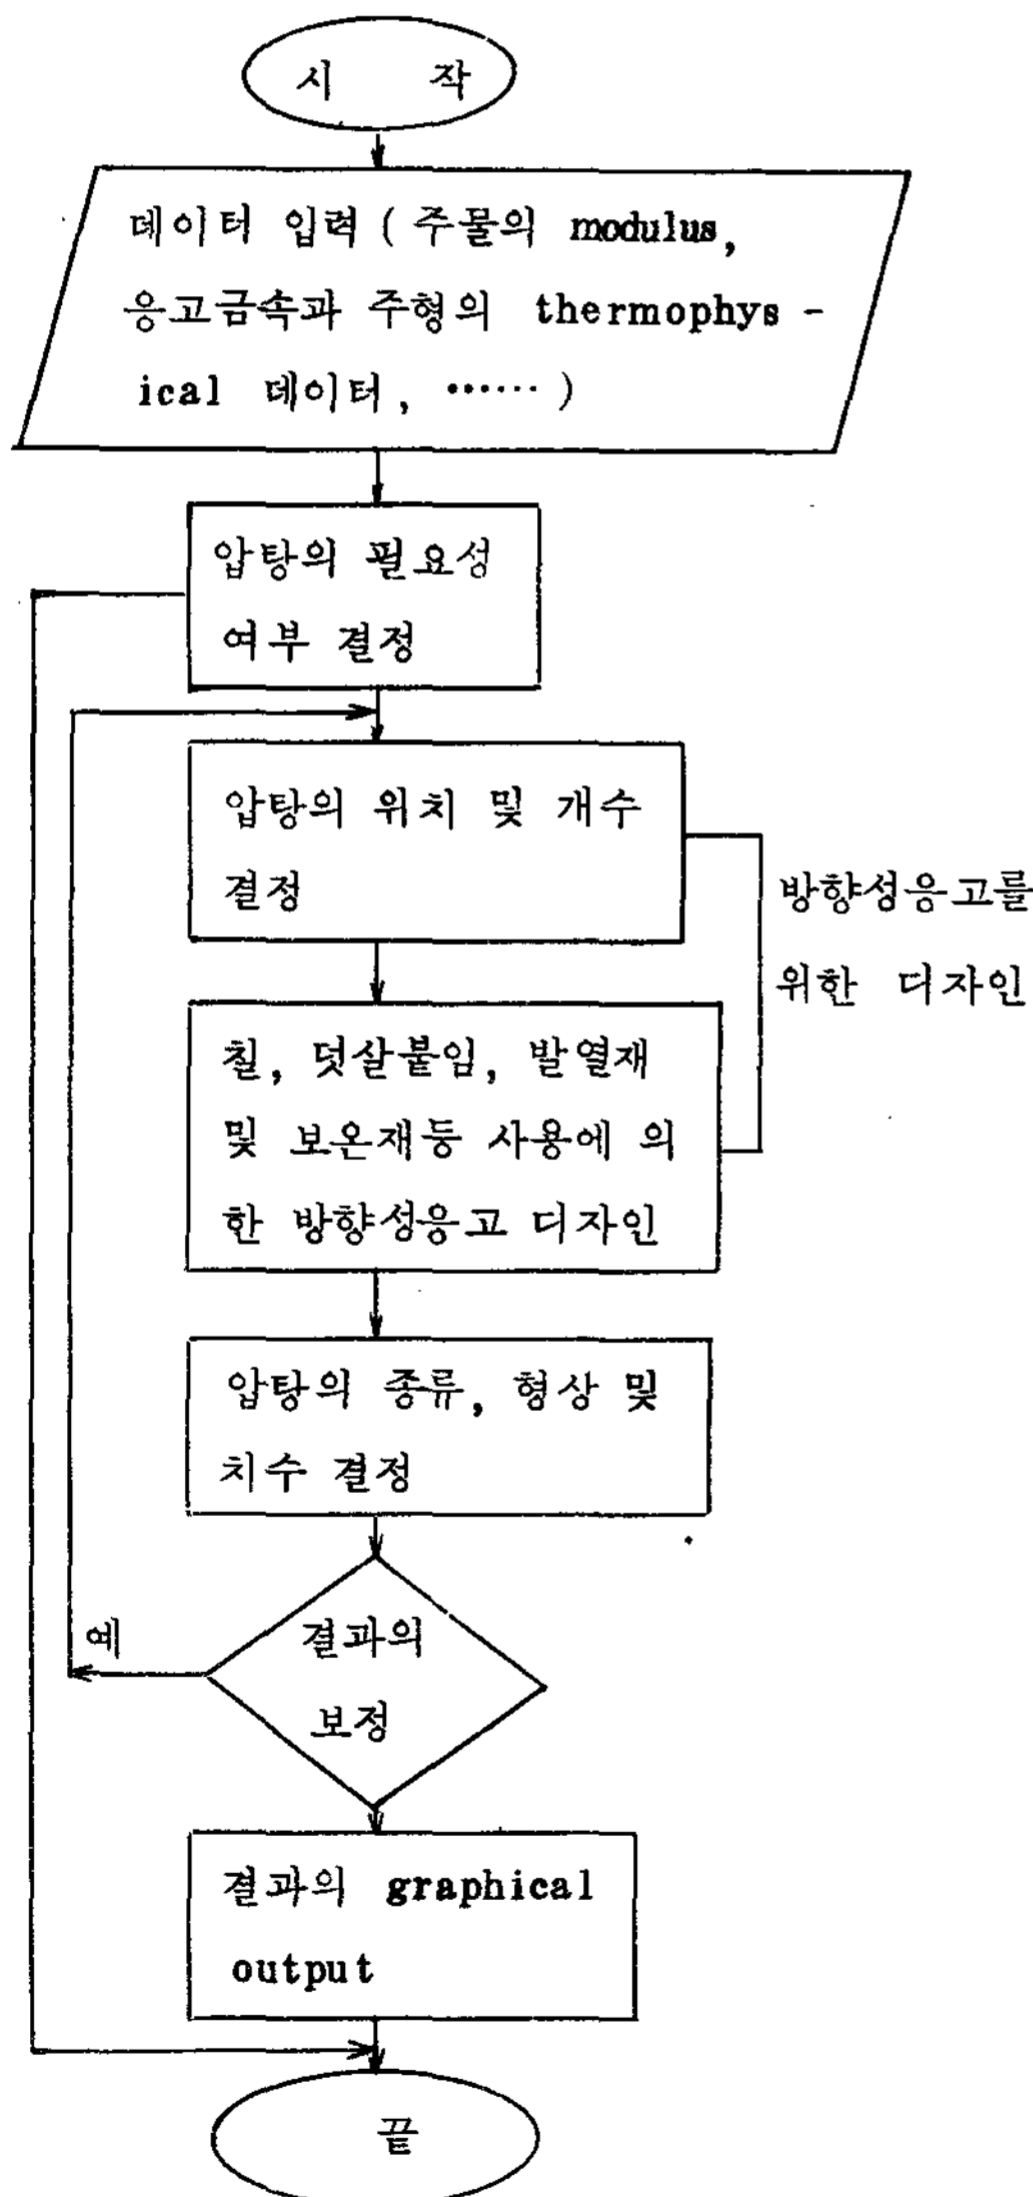 시 작
데이터 입력 ( 주물의 modulus,
응고금속과 주형의 thermophys -
ical 데이터, ⋯⋯ )
압탕의 필요성
여부 결정
압탕의 위치 및 개수
결정
방향성응고를
위한 디자인
칠, 덧살붙임, 발열재
및 보온재등 사용에 의
한 방향성응고 디자인
압탕의 종류, 형상 및
치수 결정
예
결과의
보정
결과의 graphical
output
끝